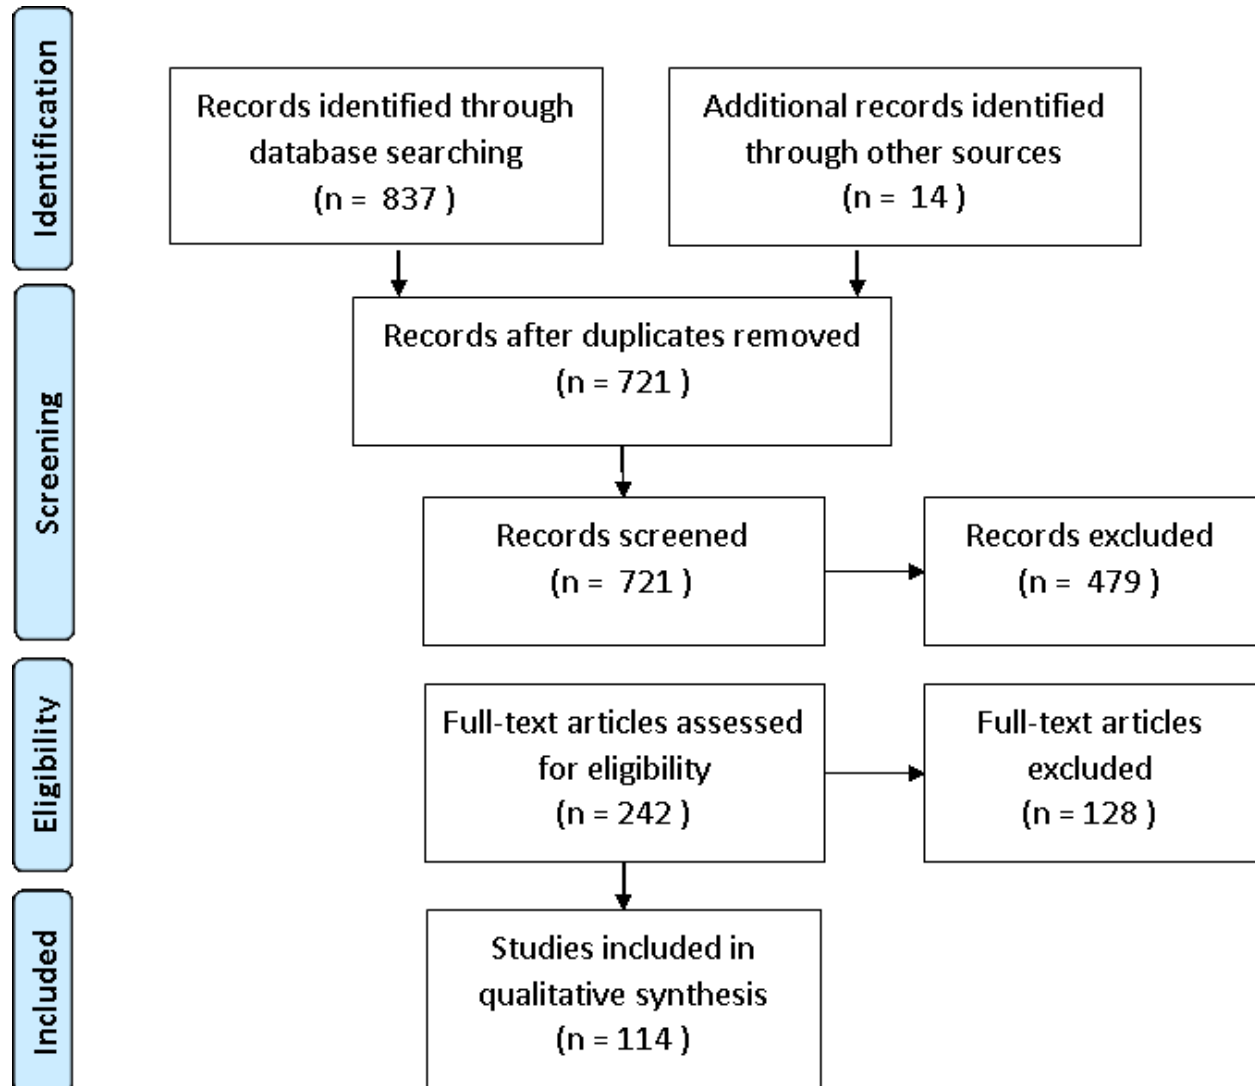 Identification
Records identified through
database searching
(n =  837 )
Additional records identified
through other sources
(n =  14 )
Screening
Records after duplicates removed
(n = 721 )
Records screened
(n =  721 )
Records excluded
(n =  479 )
Eligibility
Full-text articles assessed
for eligibility
(n = 242 )
Full-text articles
excluded
(n = 128 )
Included
Studies included in
qualitative synthesis
(n = 114 )